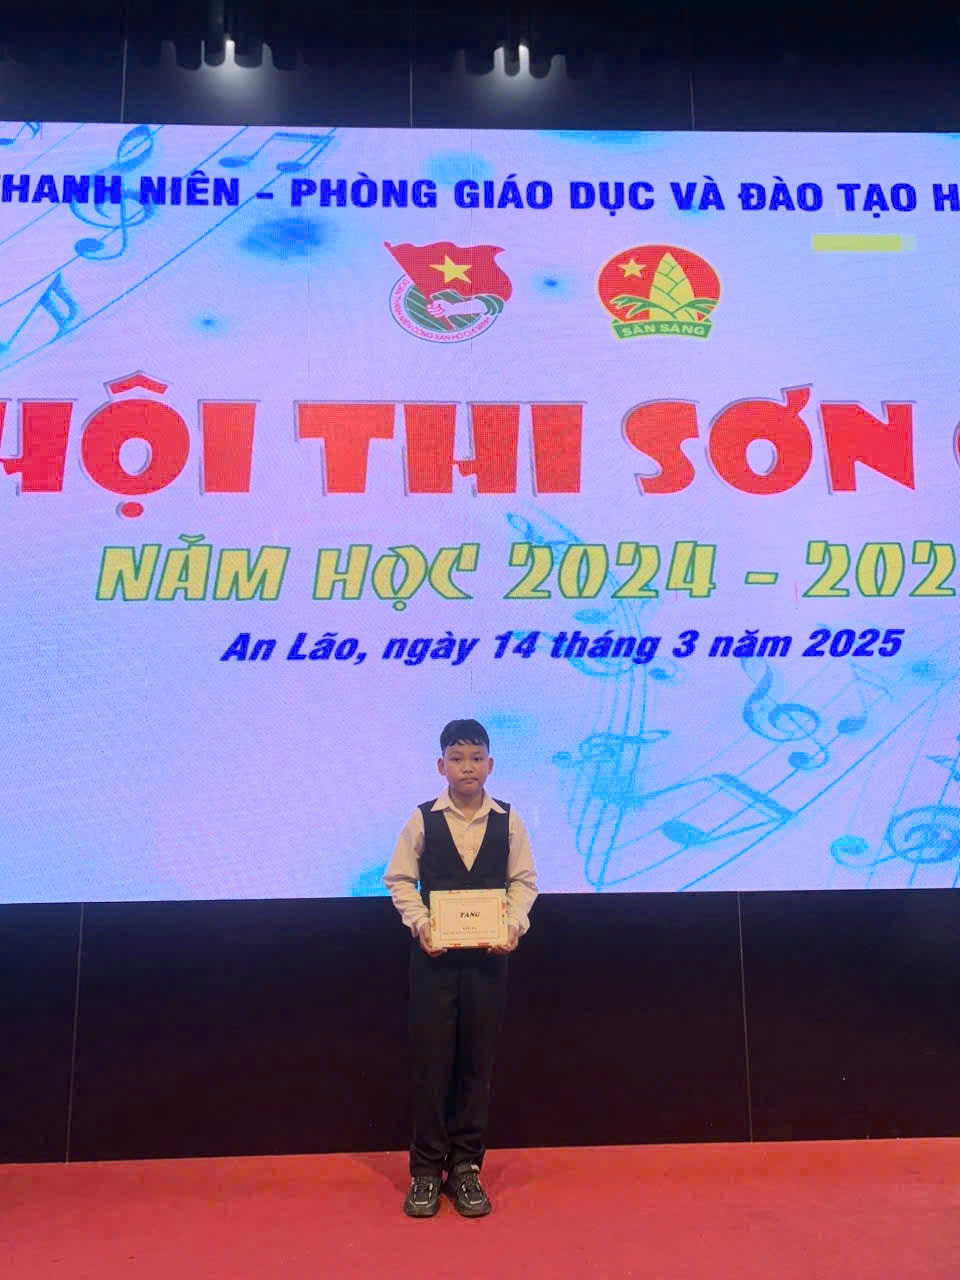 THANH NIÊN - PHÒNG GIÁO DỤC VÀ ĐÀO TẠO H
SẴN SÀNG
HỘI THI SƠN
NĂM HỌC 2024 - 202
An Lão, ngày 14 tháng 3 năm 2025
TẶNG